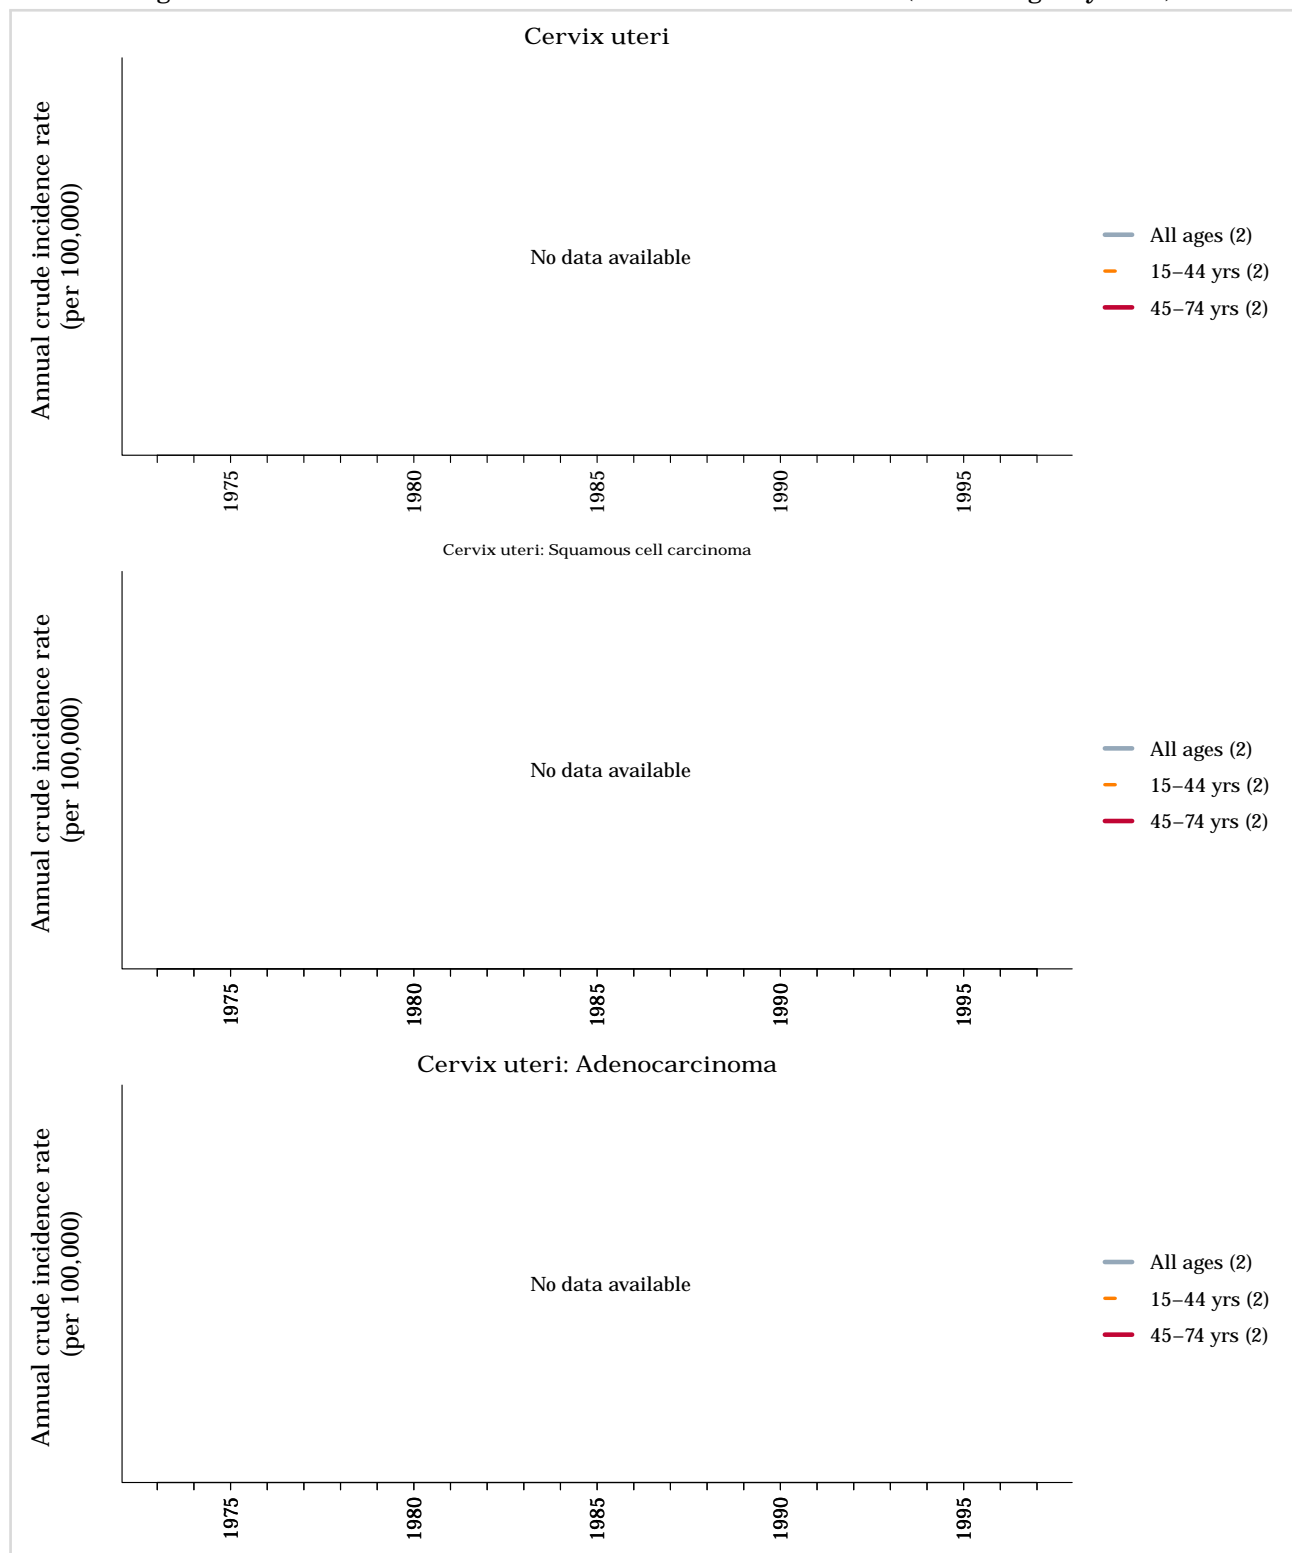 Cervix uteri
Annual crude incidence rate
(per 100,000)
No data available
All ages (2)
15–44 yrs (2)
45–74 yrs (2)
1975
1980
1985
1990
1995
Cervix uteri: Squamous cell carcinoma
Annual crude incidence rate
(per 100,000)
No data available
All ages (2)
15–44 yrs (2)
45–74 yrs (2)
1975
1980
1985
1990
1995
Cervix uteri: Adenocarcinoma
Annual crude incidence rate
(per 100,000)
No data available
All ages (2)
15–44 yrs (2)
45–74 yrs (2)
1975
1980
1985
1990
1995